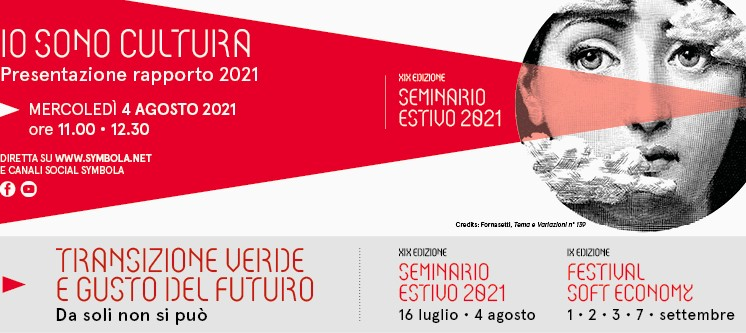 IO SONO CULTURA
Presentazione rapporto 2021
MERCOLEDÌ 4 AGOSTO 2021
ore 11.00 • 12.30
DIRETTA SU WWW.SYMBOLA.NET
E CANALI SOCIAL SYMBOLA
XIX EDIZIONE
SEMINARIO
ESTIVO 2021
Credits: Fornasetti, Tema e Variazioni n° 139
TRANSIZIONE VERDE
E GUSTO DEL FUTURO
Da soli non si può
XIX EDIZIONE
SEMINARIO
ESTIVO 2021
16 luglio • 4 agosto
IX EDIZIONE
FESTIVAL
SOFT ECONOMY
1 • 2 • 3 • 7 • settembre